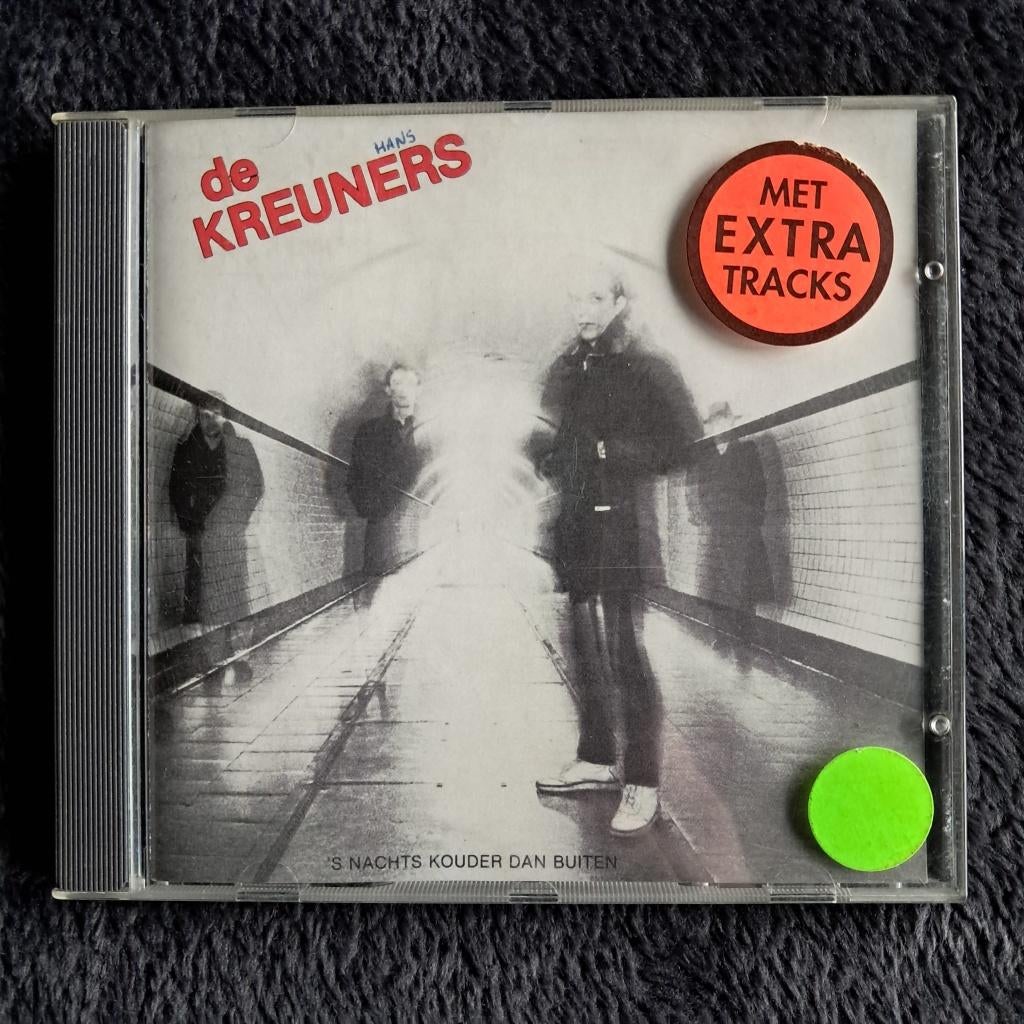 de
HANS
KREUNERS
MET
EXTRA
TRACKS
'S NACHTS KOUDER DAN BUITEN